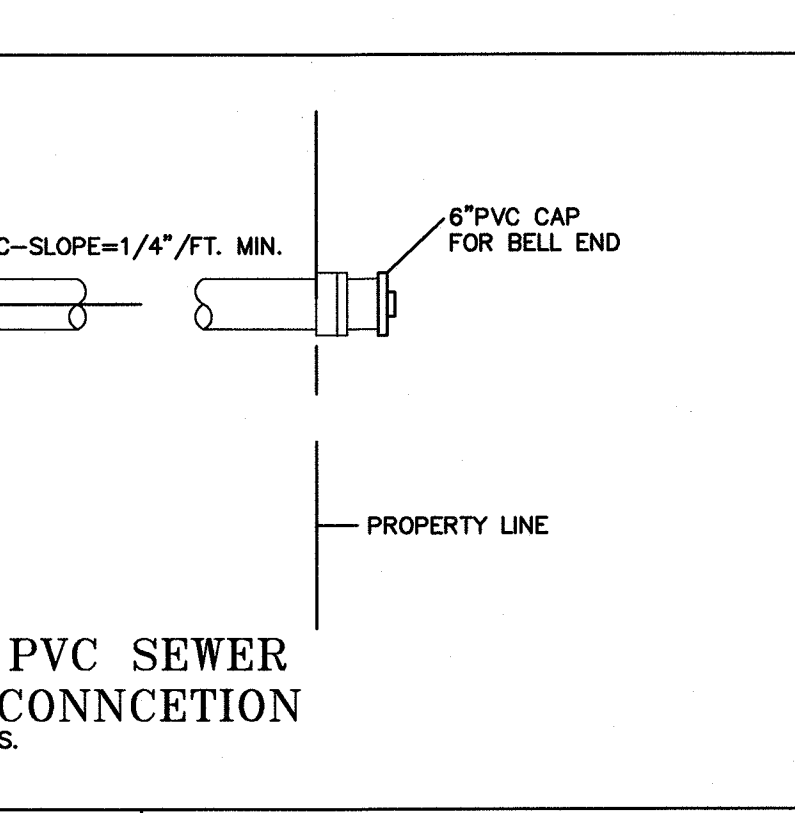 6"PVC CAP
FOR BELL END
C-SLOPE=1/4"/FT. MIN.
PROPERTY LINE
PVC SEWER
CONNCETION
S.